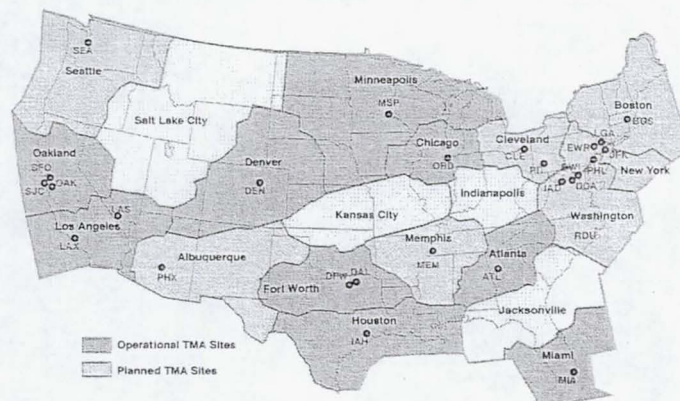 SEA
Seattle
Minneapolis
MSP
Salt Lake City
Boston
BOS
Chicago
ORD
Cleveland
CLE
LGA
EWR
JFK
PHL
New York
Oakland
SFO
OAK
SJC
Denver
DEN
Indianapolis
IAD
DCA
LAS
Los Angeles
LAX
Kansas City
Washington
RDU
Albuquerque
PHX
Memphis
MEM
Atlanta
ATL
DFW
DAL
Fort Worth
Jacksonville
Houston
IAH
Operational TMA Sites
Planned TMA Sites
Miami
MIA